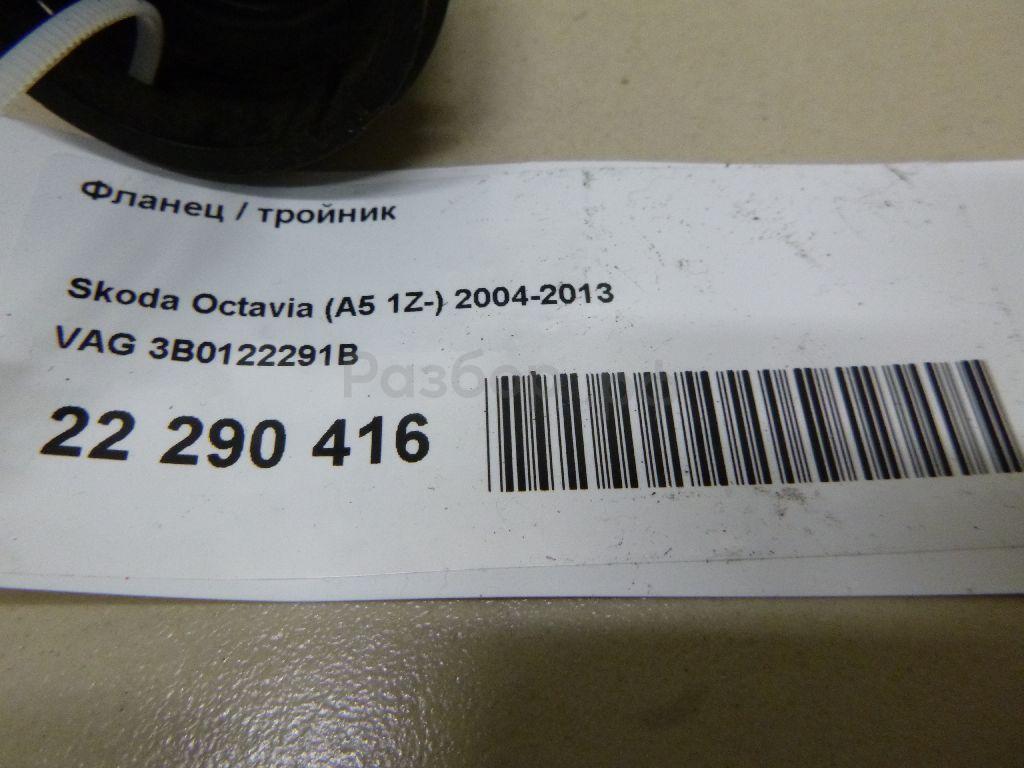 Фланец / тройник
Skoda Octavia (A5 1Z-) 2004-2013
VAG 3B0122291B
22 290 416